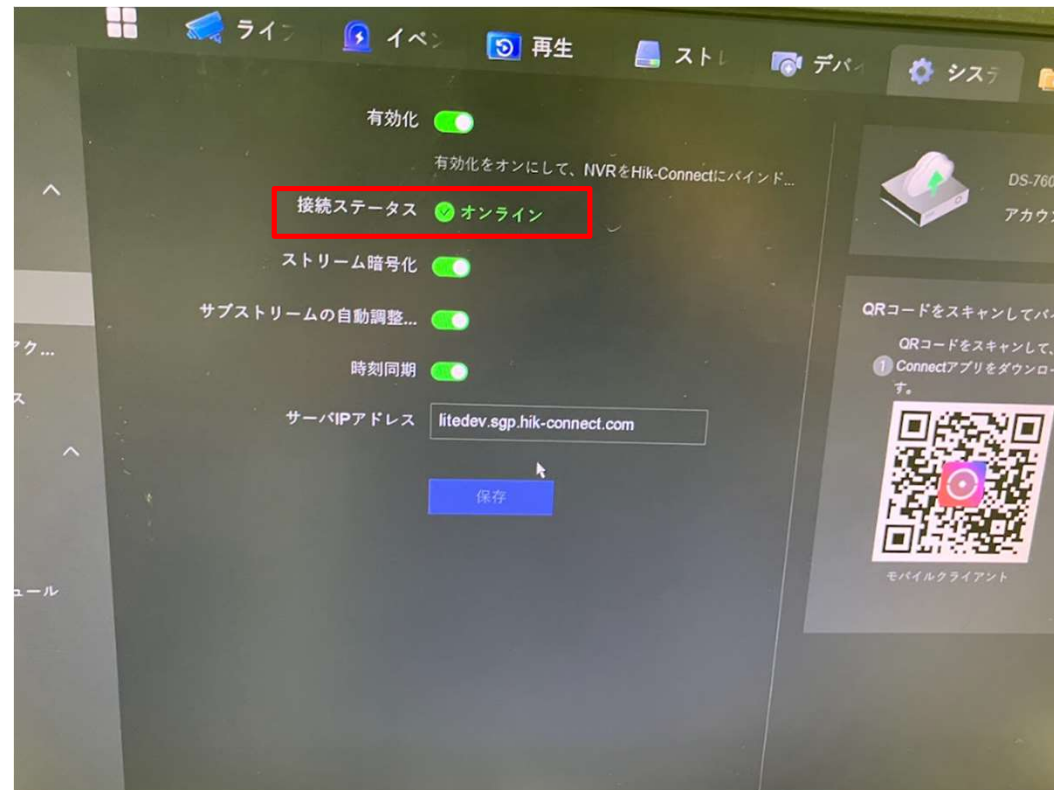 ライ
イベ
再生
スト
デバ
システ
有効化
有効化をオンにして、NVRをHik-Connectにバインド...
接続ステータス オンライン
ストリーム暗号化
サブストリームの自動調整...
時刻同期
サーバIPアドレス litedev.sgp.hik-connect.com
保存
アク...
ス
ュール
DS-760
アカウ
QRコードをスキャンしてバイ
QRコードをスキャンして、
1 Connectアプリをダウンロー
す。
モバイルクライアント